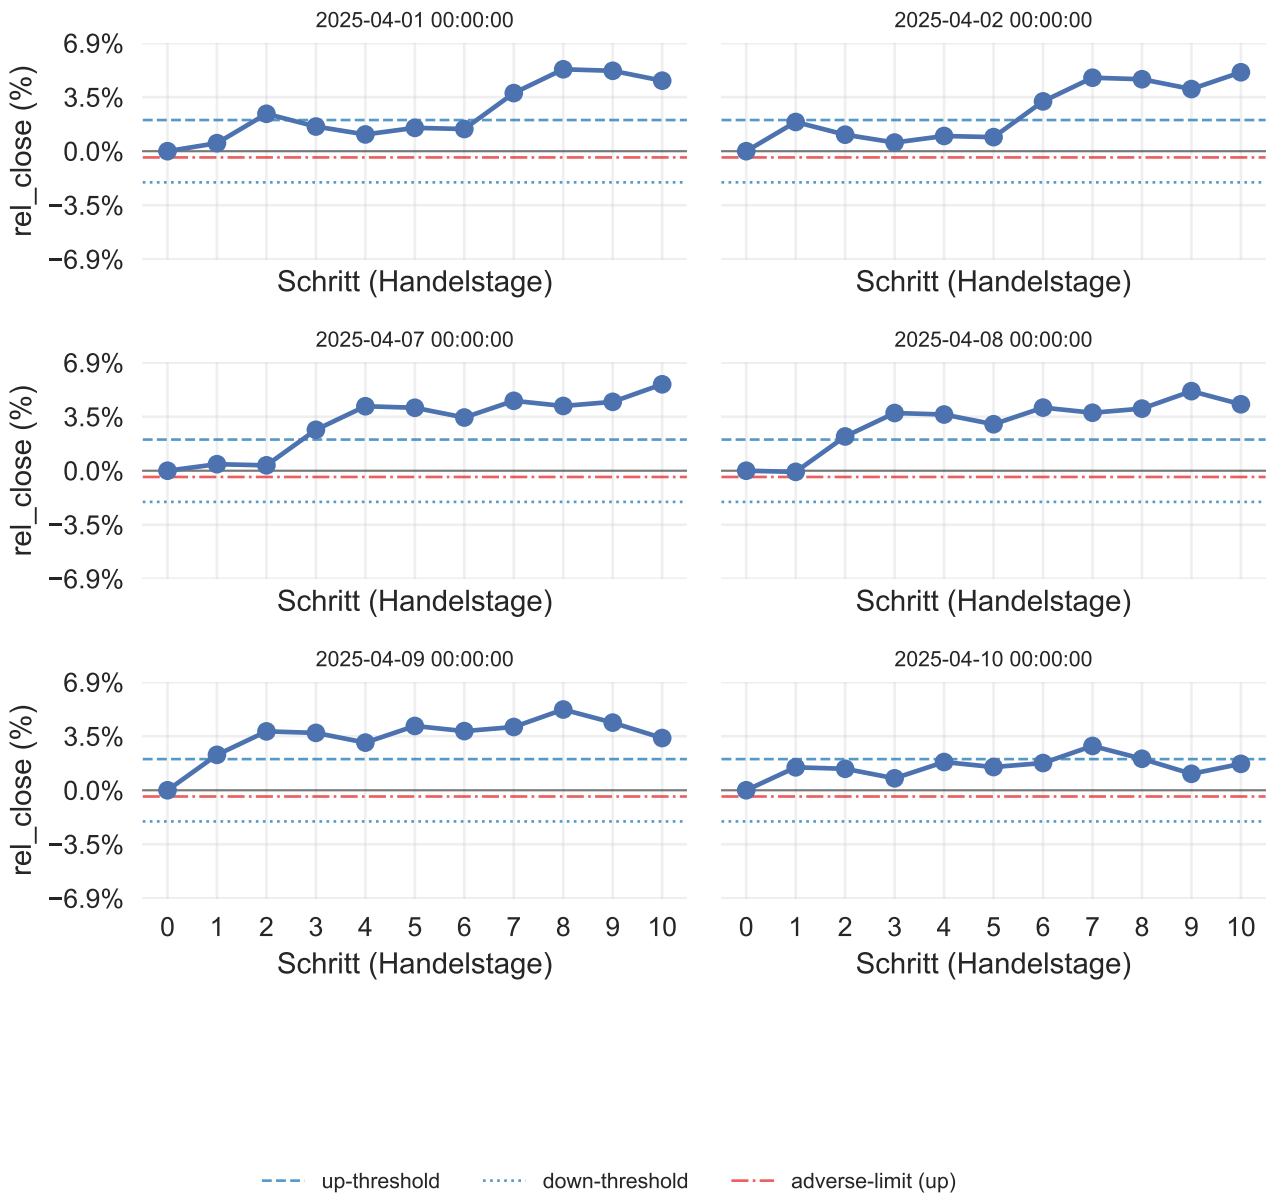 2025-04-01 00:00:00
2025-04-02 00:00:00
rel_close (%)
6.9%
3.5%
0.0%
−3.5%
−6.9%
Schritt (Handelstage)
Schritt (Handelstage)
2025-04-07 00:00:00
2025-04-08 00:00:00
rel_close (%)
6.9%
3.5%
0.0%
−3.5%
−6.9%
Schritt (Handelstage)
Schritt (Handelstage)
2025-04-09 00:00:00
2025-04-10 00:00:00
rel_close (%)
6.9%
3.5%
0.0%
−3.5%
−6.9%
0 1 2 3 4 5 6 7 8 9 10
0 1 2 3 4 5 6 7 8 9 10
Schritt (Handelstage)
Schritt (Handelstage)
up-threshold down-threshold adverse-limit (up)